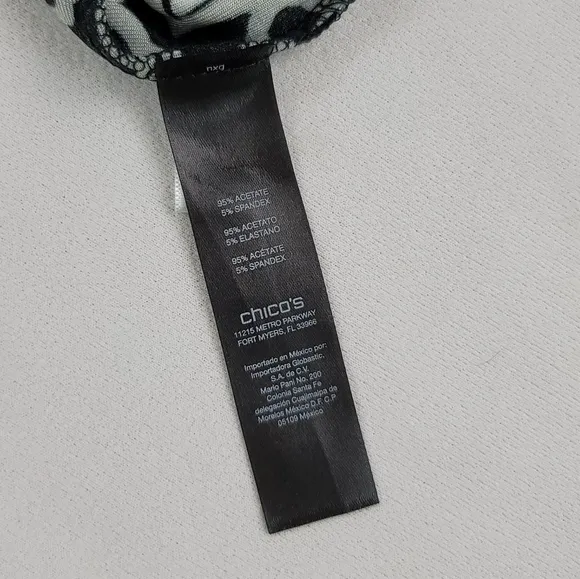 95% ACETATE
5% SPANDEX
95% ACETATO
5% ELASTANO
95% ACÉTATE
5% SPANDEX
chico's
11215 METRO PARKWAY
FORT MYERS, FL 33966
Importado en México por:
Importadora Globastic,
S.A. de C.V.
Mario Pani No. 200
Colonia Santa Fe
delegación Cuajimalpa de
Morelos México D.F. C.P
05109 México